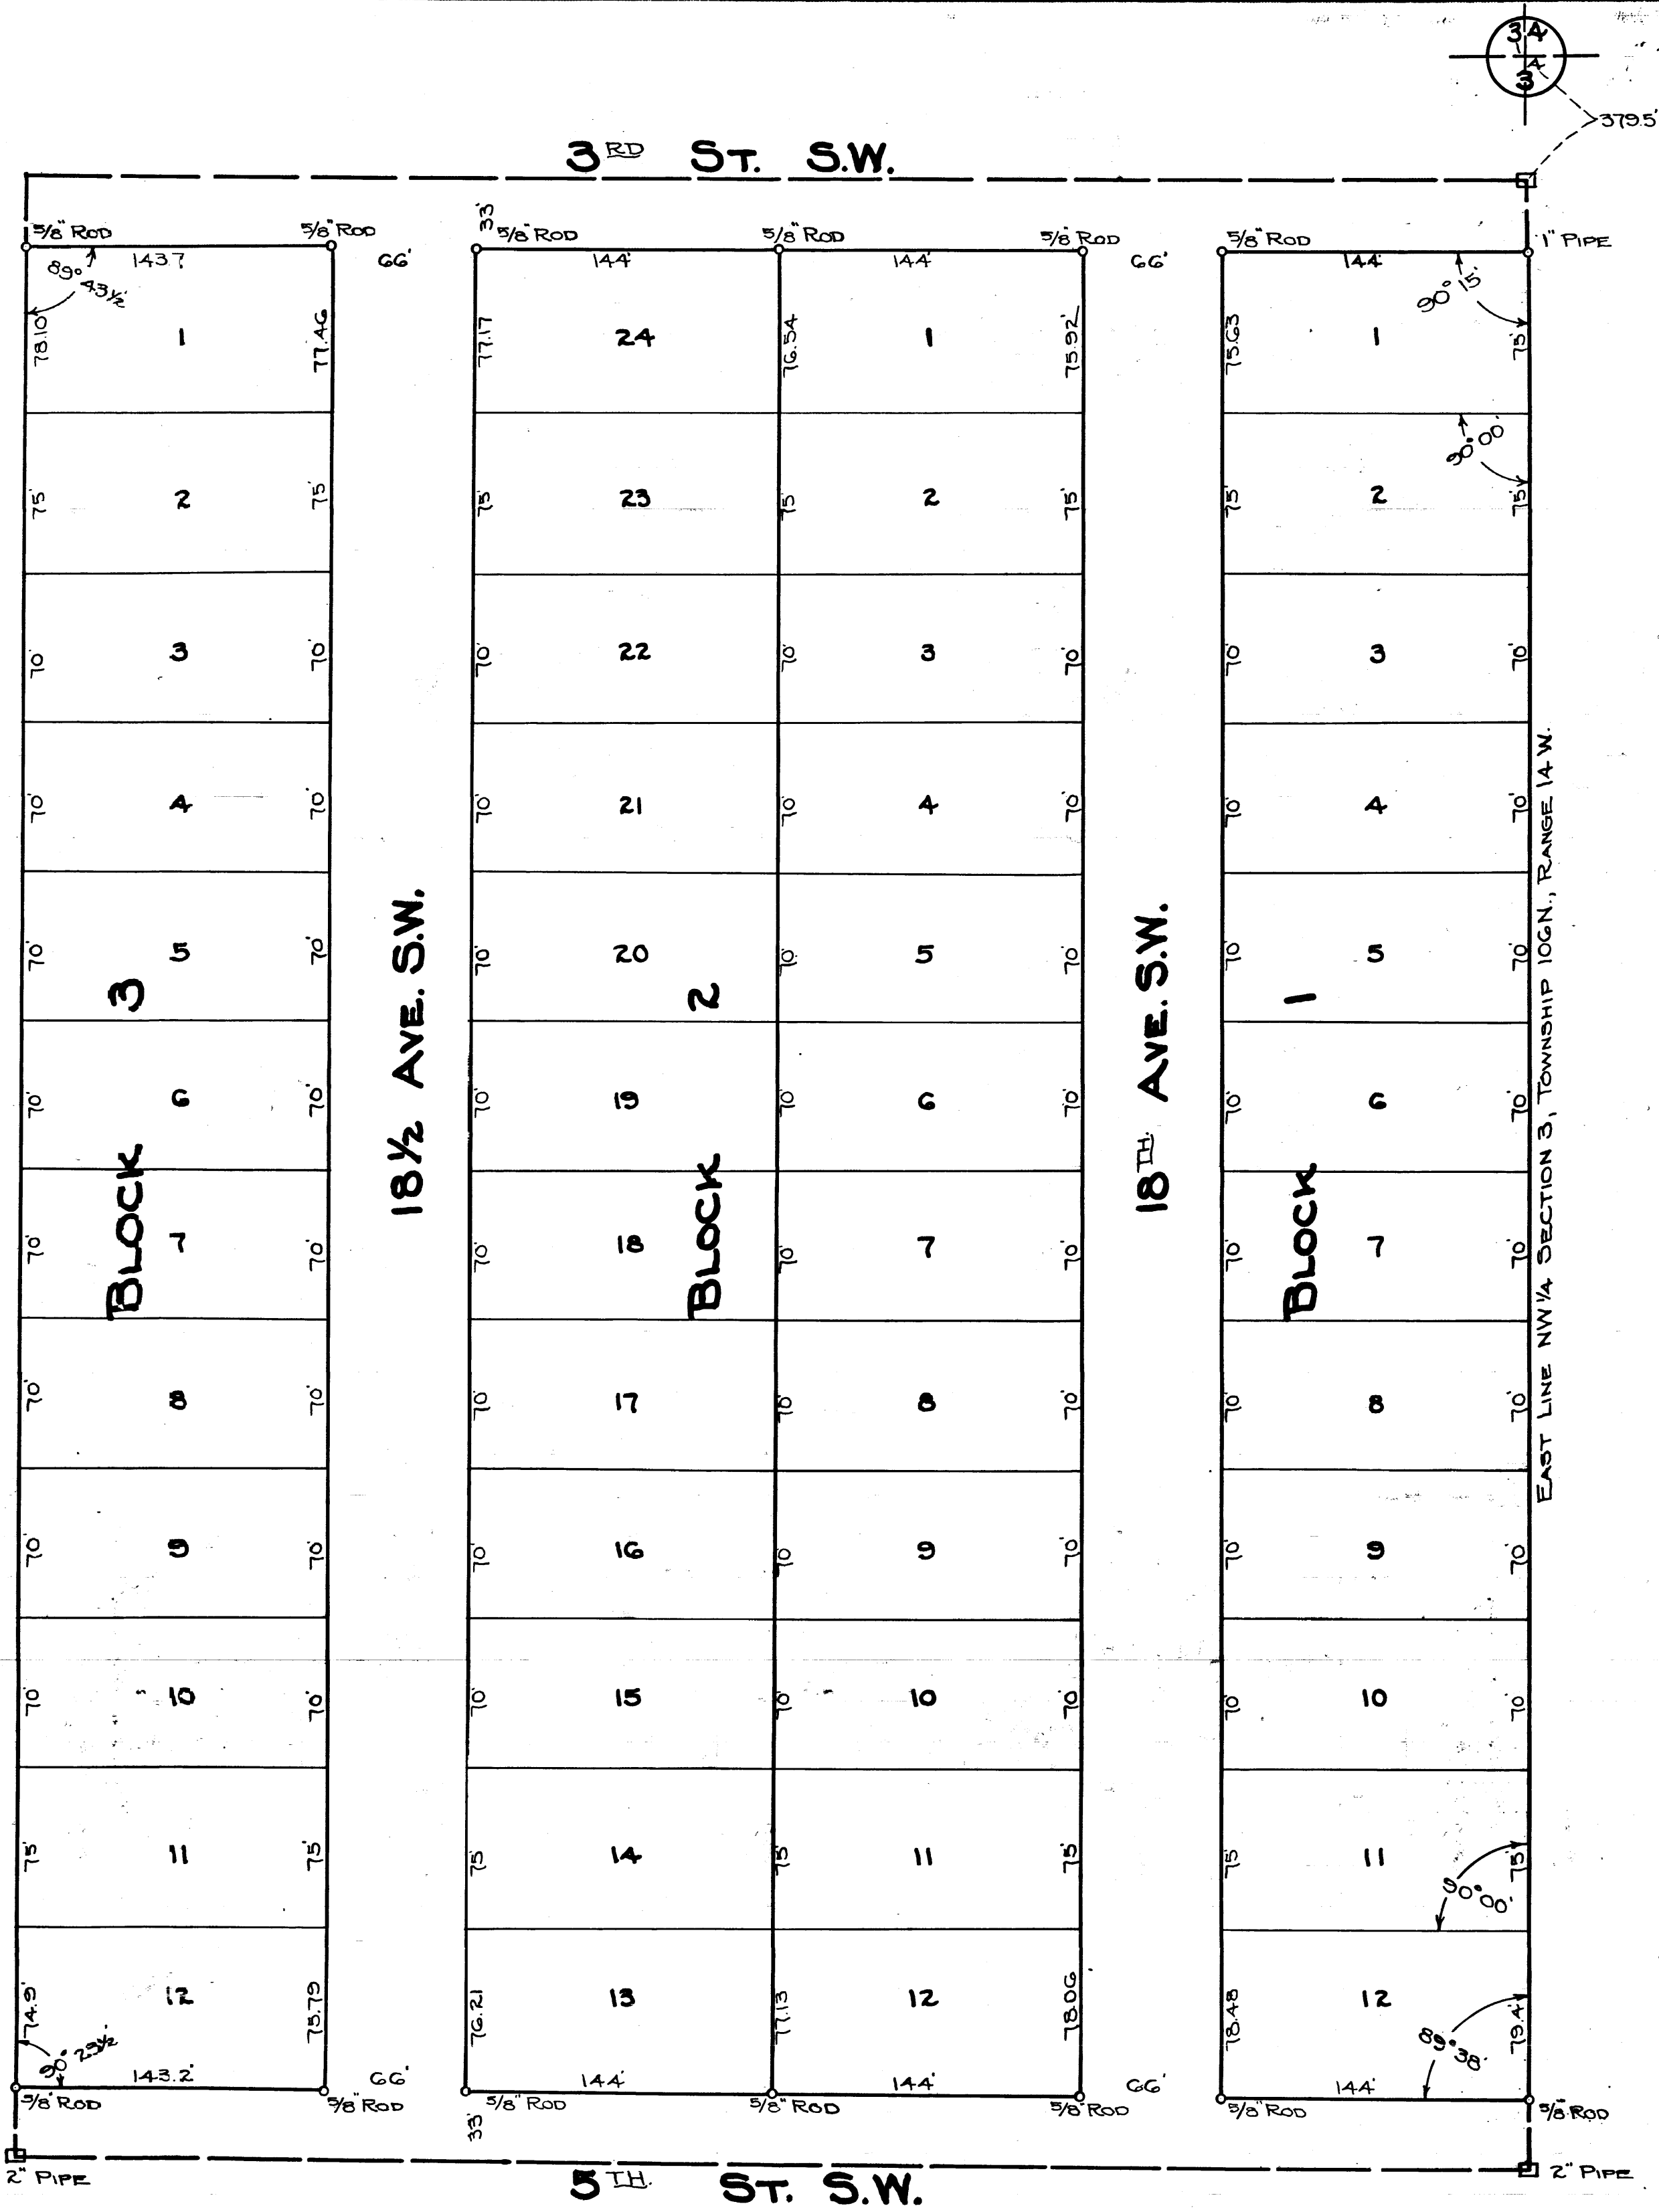 34
4
3
379.5'
3RD ST. S.W.
5/8" ROD 5/8" ROD 33' 5/8" ROD 5/8" ROD 5/8" ROD 5/8" ROD 1" PIPE
143.7 66' 144' 144' 66' 144'
89° 43½' 90° 15'
78.10' 1 77.46 77.17 24 76.54 1 75.92' 75.63 1 75'
90° 00'
75' 2 75' 75' 23 75' 2 75' 75' 2 75'
70' 3 70' 70' 22 70' 3 70' 70' 3 70'
70' 4 70' 70' 21 70' 4 70' 70' 4 70'
70' 5 70' 70' 20 70' 5 70' 70' 5 70'
70' 6 70' 70' 19 70' 6 70' 70' 6 70'
70' 7 70' 70' 18 70' 7 70' 70' 7 70'
70' 8 70' 70' 17 70' 8 70' 70' 8 70'
70' 9 70' 70' 16 70' 9 70' 70' 9 70'
70' 10 70' 70' 15 70' 10 70' 70' 10 70'
75' 11 75' 75' 14 75' 11 75' 75' 11 75'
90° 00'
74.9' 12 75.79 76.21 13 77.13 12 78.06 78.48 12 79.4'
90° 29½' 89° 38'
143.2' 66' 144' 144' 66' 144'
5/8" ROD 5/8" ROD 33' 5/8" ROD 5/8" ROD 5/8" ROD 5/8" ROD 5/8" ROD
BLOCK 3
18½ AVE. S.W.
BLOCK 2
18TH. AVE. S.W.
BLOCK 1
EAST LINE NW ¼ SECTION 3, TOWNSHIP 106N., RANGE 14 W.
2" PIPE 2" PIPE
5TH. ST. S.W.